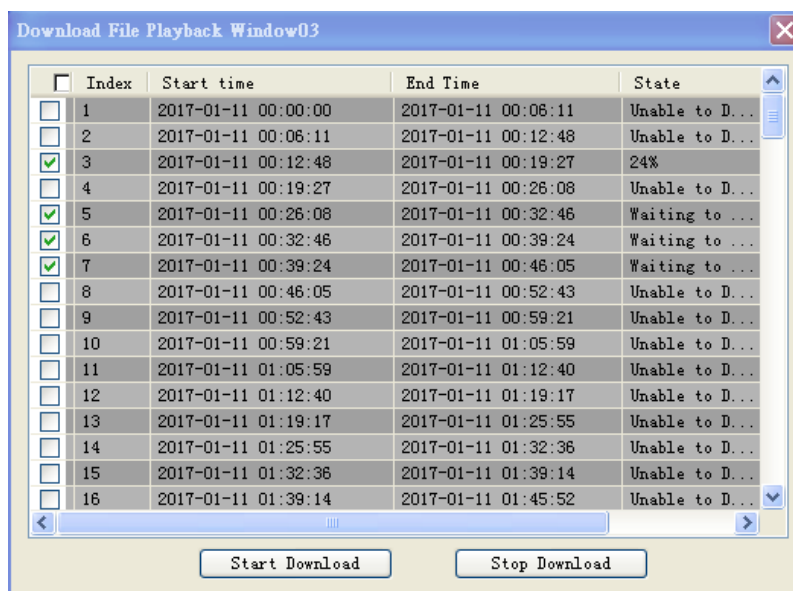 Download File Playback Window03
Index Start time End Time State
1 2017-01-11 00:00:00 2017-01-11 00:06:11 Unable to D...
2 2017-01-11 00:06:11 2017-01-11 00:12:48 Unable to D...
3 2017-01-11 00:12:48 2017-01-11 00:19:27 24%
4 2017-01-11 00:19:27 2017-01-11 00:26:08 Unable to D...
5 2017-01-11 00:26:08 2017-01-11 00:32:46 Waiting to ...
6 2017-01-11 00:32:46 2017-01-11 00:39:24 Waiting to ...
7 2017-01-11 00:39:24 2017-01-11 00:46:05 Waiting to ...
8 2017-01-11 00:46:05 2017-01-11 00:52:43 Unable to D...
9 2017-01-11 00:52:43 2017-01-11 00:59:21 Unable to D...
10 2017-01-11 00:59:21 2017-01-11 01:05:59 Unable to D...
11 2017-01-11 01:05:59 2017-01-11 01:12:40 Unable to D...
12 2017-01-11 01:12:40 2017-01-11 01:19:17 Unable to D...
13 2017-01-11 01:19:17 2017-01-11 01:25:55 Unable to D...
14 2017-01-11 01:25:55 2017-01-11 01:32:36 Unable to D...
15 2017-01-11 01:32:36 2017-01-11 01:39:14 Unable to D...
16 2017-01-11 01:39:14 2017-01-11 01:45:52 Unable to D...
Start Download Stop Download